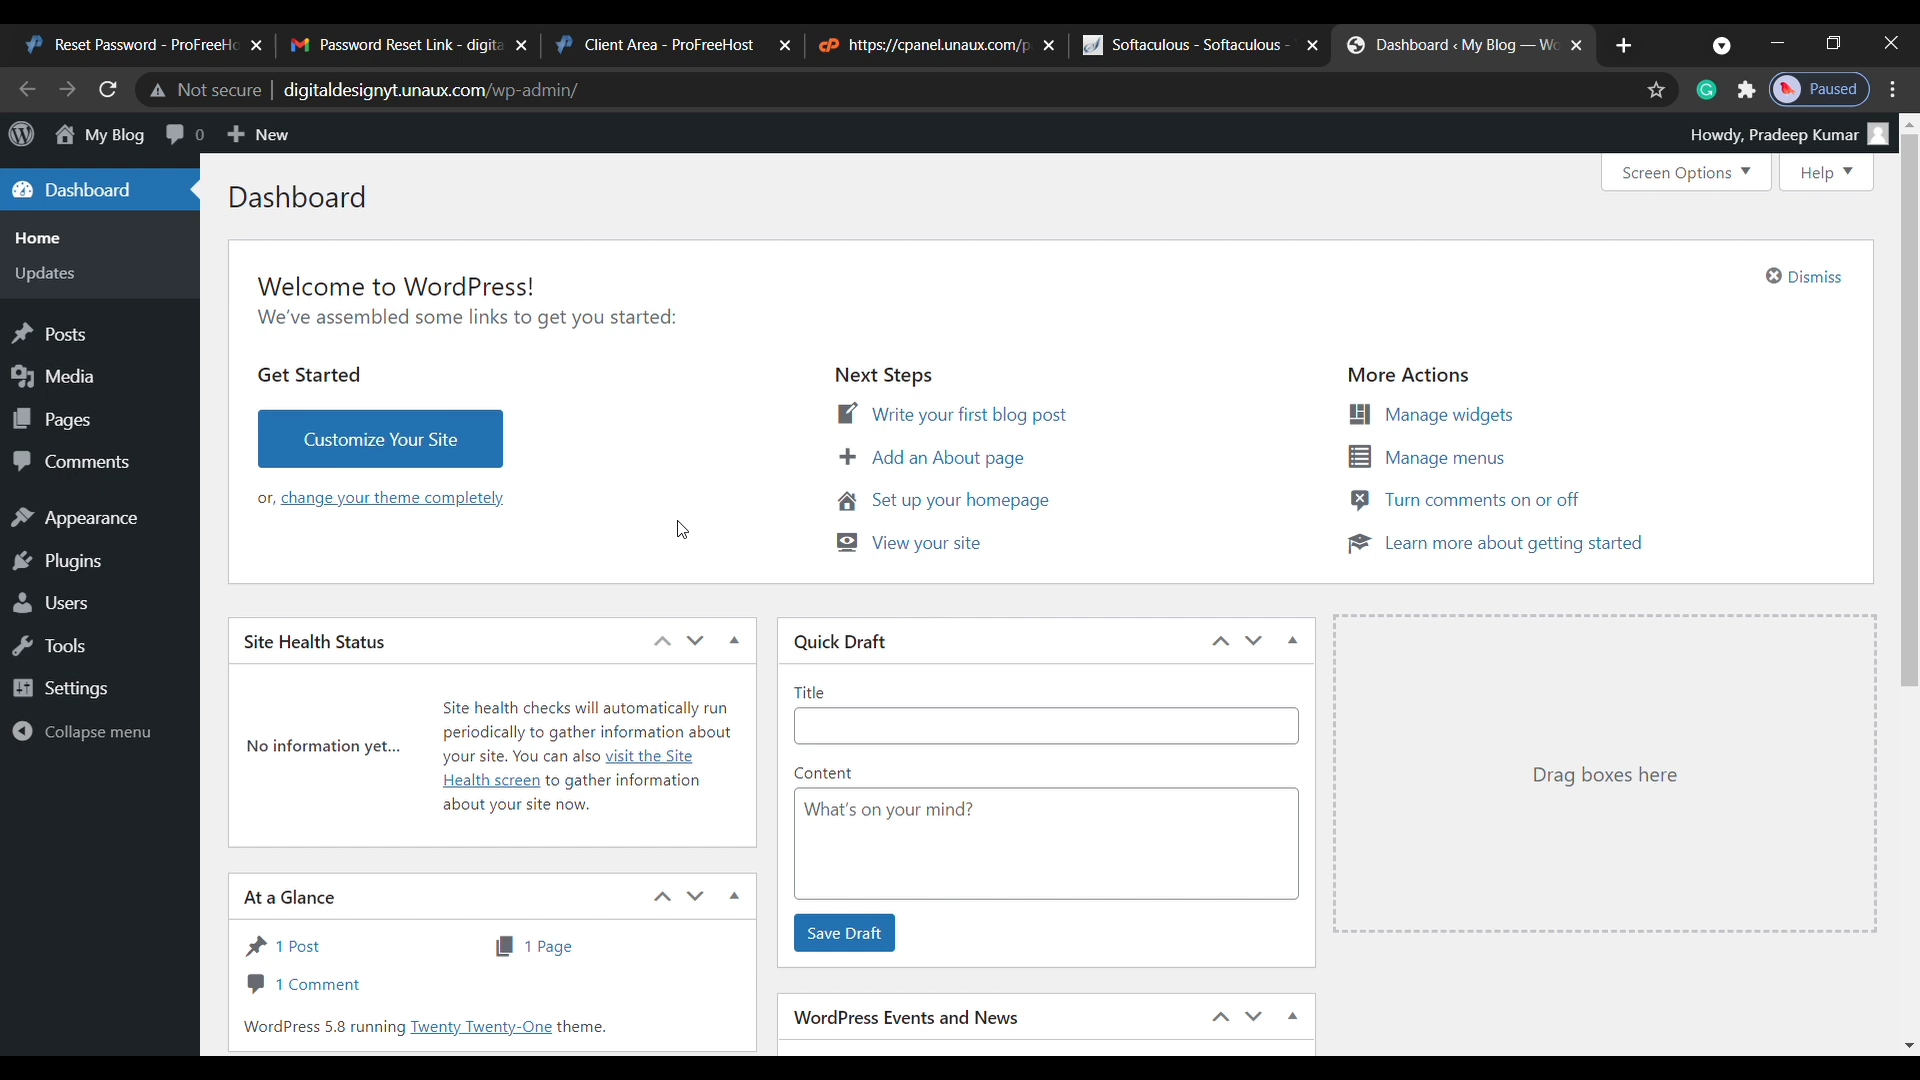 Reset Password - ProFreeHo
Password Reset Link - digita
Client Area - ProFreeHost
https://cpanel.unaux.com/p
Softaculous - Softaculous -
Dashboard ‹ My Blog — Wo
Not secure
digitaldesignyt.unaux.com/wp-admin/
Paused
My Blog
0
New
Howdy, Pradeep Kumar
Dashboard
Home
Updates
Posts
Media
Pages
Comments
Appearance
Plugins
Users
Tools
Settings
Collapse menu
Screen Options
Help
Dashboard
Welcome to WordPress!
Dismiss
We've assembled some links to get you started:
Get Started
Customize Your Site
or, change your theme completely
Next Steps
Write your first blog post
Add an About page
Set up your homepage
View your site
More Actions
Manage widgets
Manage menus
Turn comments on or off
Learn more about getting started
Site Health Status
No information yet...
Site health checks will automatically run
periodically to gather information about
your site. You can also visit the Site
Health screen to gather information
about your site now.
At a Glance
1 Post
1 Page
1 Comment
WordPress 5.8 running Twenty Twenty-One theme.
Quick Draft
Title
Content
What's on your mind?
Save Draft
WordPress Events and News
Drag boxes here